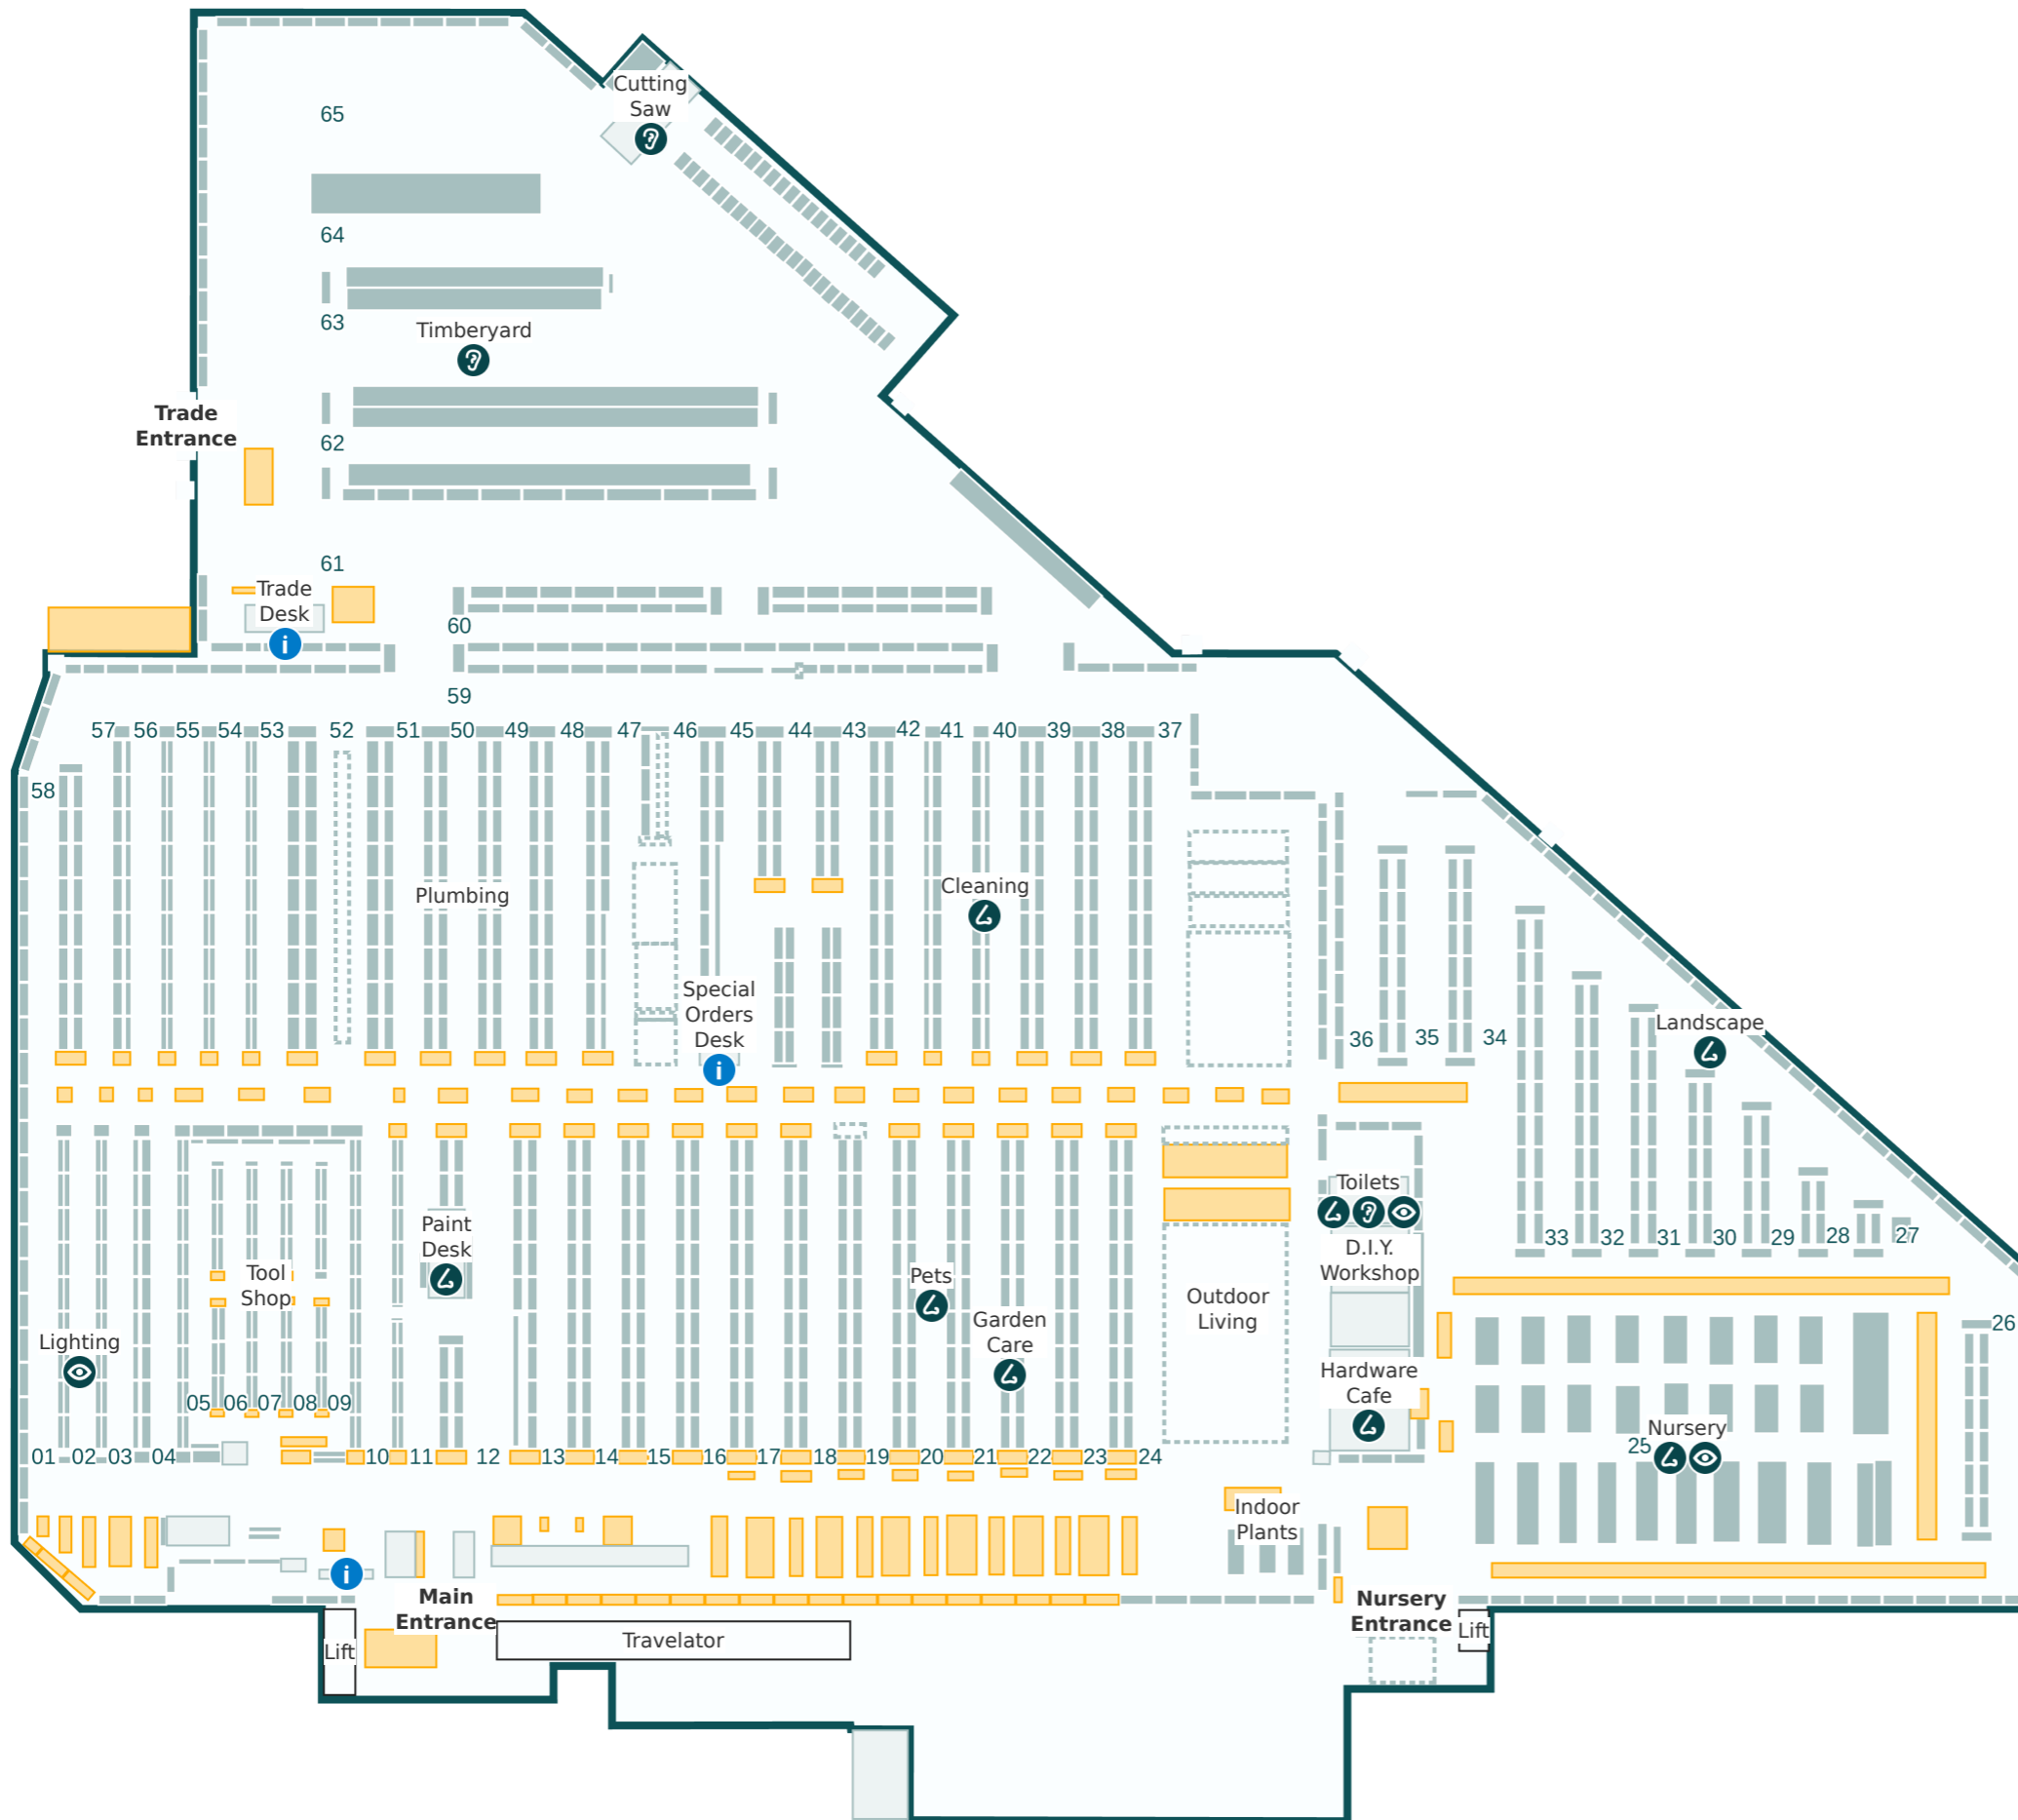 Cutting
Saw
65
64
63
Timberyard
Trade
Entrance
62
61
Trade
Desk
i
60
59
57 56 55 54 53 52 51 50 49 48 47 46 45 44 43 42 41 40 39 38 37
58
Plumbing
Cleaning
Special
Orders
Desk
i
36 35 34
Landscape
Toilets
D.I.Y.
Workshop
33 32 31 30 29 28 27
Paint
Desk
Tool
Shop
Pets
Garden
Care
Outdoor
Living
26
Lighting
Hardware
Cafe
05 06 07 08 09
Nursery
25
01 02 03 04 10 11 12 13 14 15 16 17 18 19 20 21 22 23 24
Indoor
Plants
i
Main
Entrance
Nursery
Entrance
Lift
Travelator
Lift